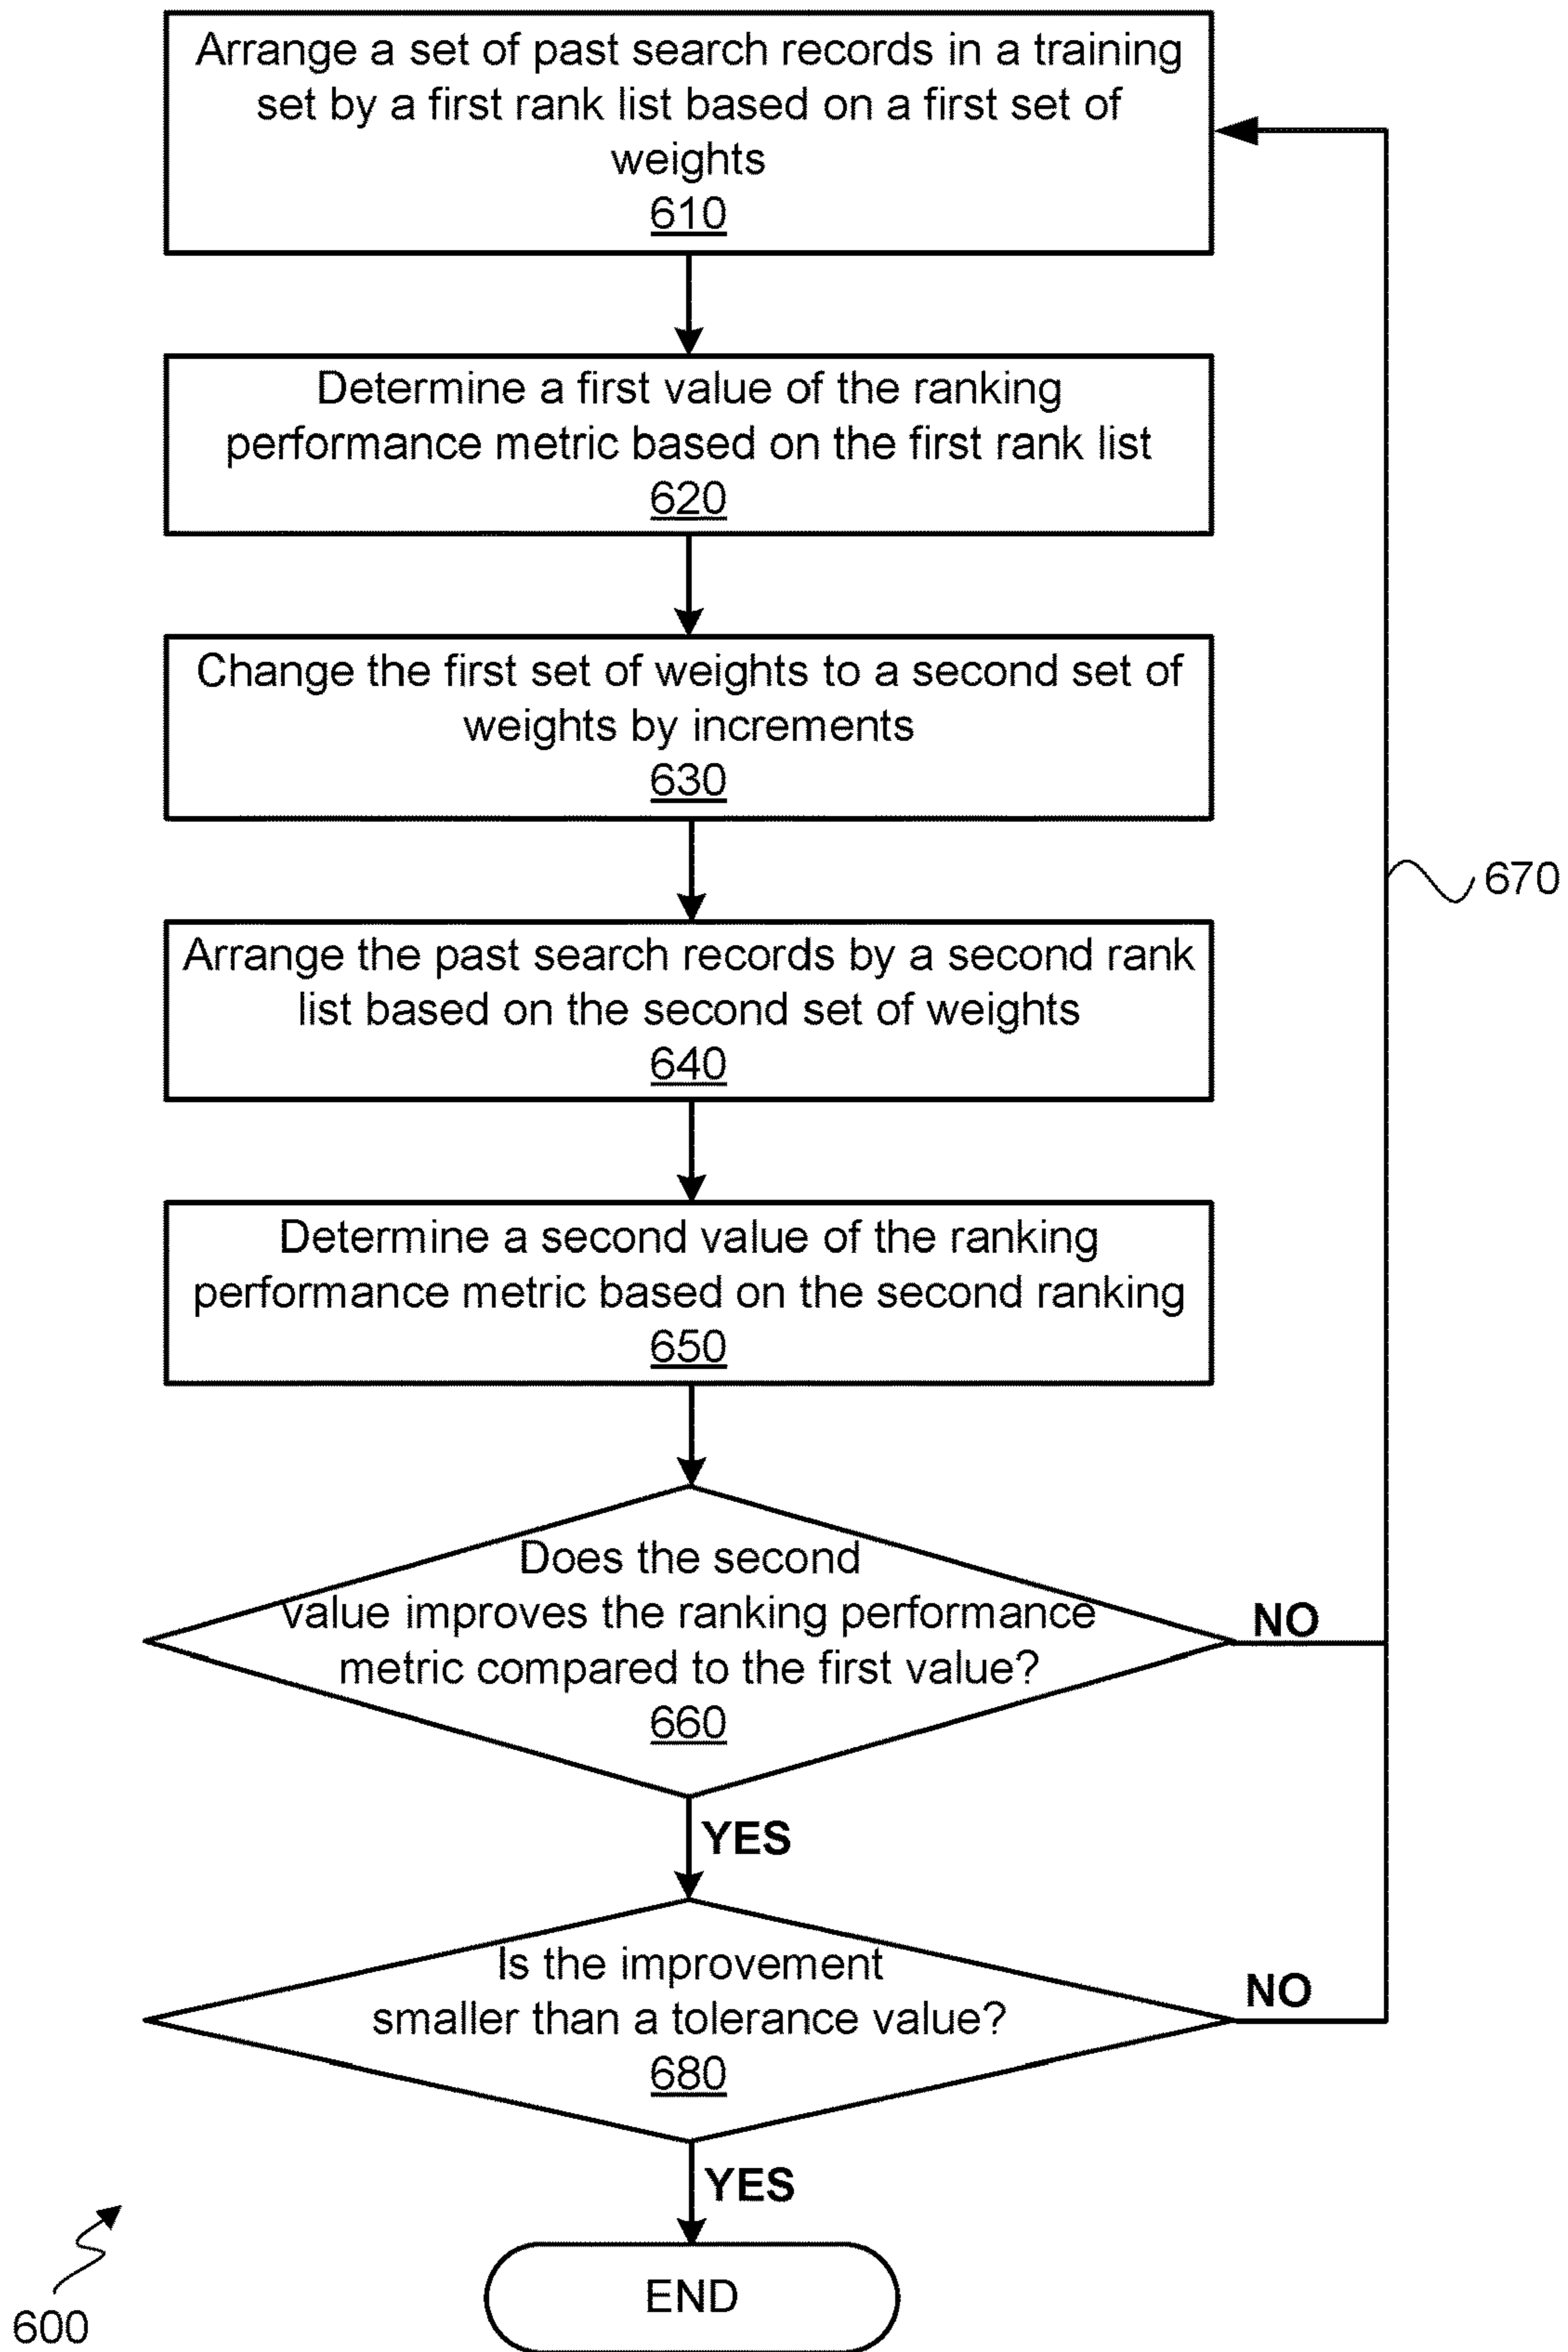 Arrange a set of past search records in a training
set by a first rank list based on a first set of
weights
610
Determine a first value of the ranking
performance metric based on the first rank list
620
Change the first set of weights to a second set of
weights by increments
630
670
Arrange the past search records by a second rank
list based on the second set of weights
640
Determine a second value of the ranking
performance metric based on the second ranking
650
Does the second
value improves the ranking performance
metric compared to the first value?
660
NO
YES
Is the improvement
smaller than a tolerance value?
680
NO
YES
END
600